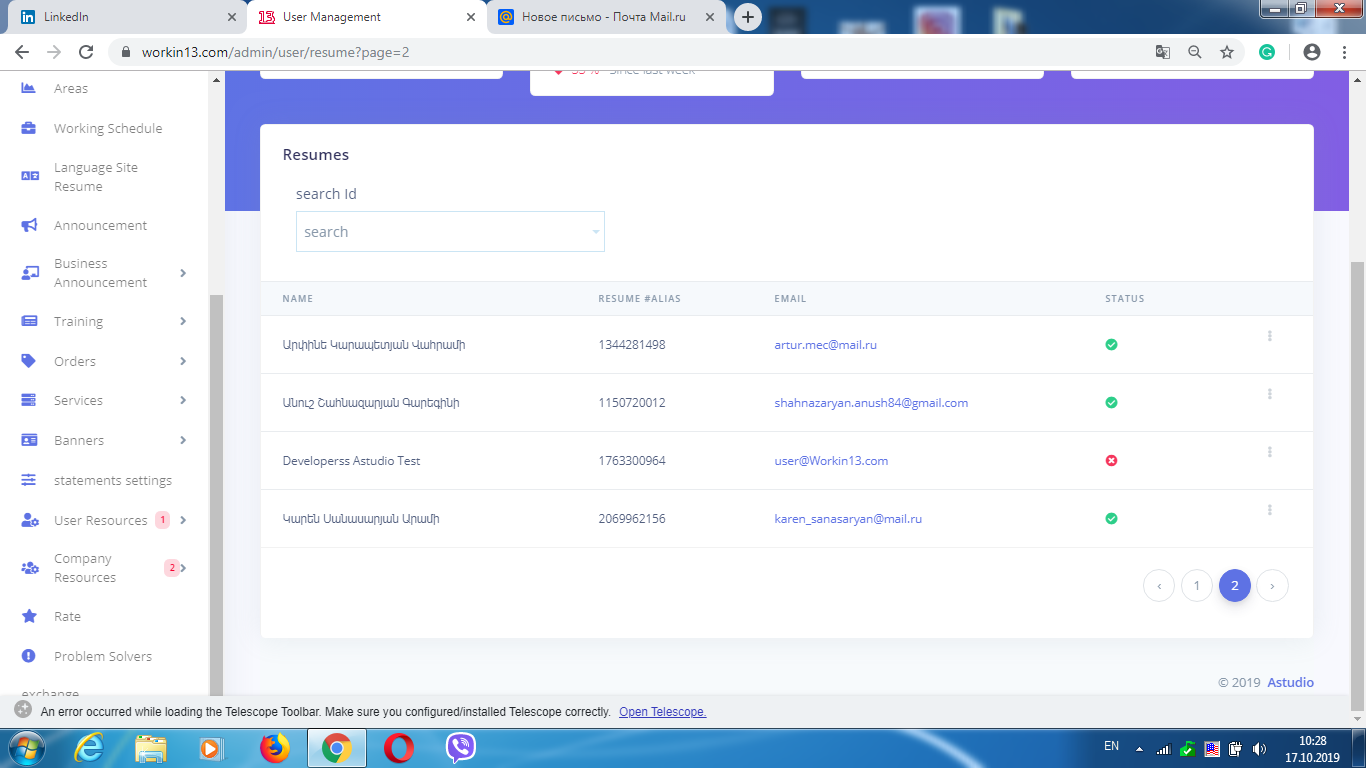 LinkedIn
User Management
Новое письмо - Почта Mail.ru
workin13.com/admin/user/resume?page=2
Areas
Working Schedule
Language Site
Resume
Announcement
Business
Announcement
Training
Orders
Services
Banners
statements settings
User Resources 1
Company
Resources 2
Rate
Problem Solvers
exchange
Since last week
Resumes
search Id
search
NAME RESUME #ALIAS EMAIL STATUS
Արփինե Կարապետյան Վահրամի 1344281498 artur.mec@mail.ru
Անուշ Շահնազարյան Գարեգինի 1150720012 shahnazaryan.anush84@gmail.com
Developerss Astudio Test 1763300964 user@Workin13.com
Կարեն Սանասարյան Արամի 2069962156 karen_sanasaryan@mail.ru
‹ 1 2 ›
© 2019 Astudio
An error occurred while loading the Telescope Toolbar. Make sure you configured/installed Telescope correctly. Open Telescope.
EN
10:28
17.10.2019